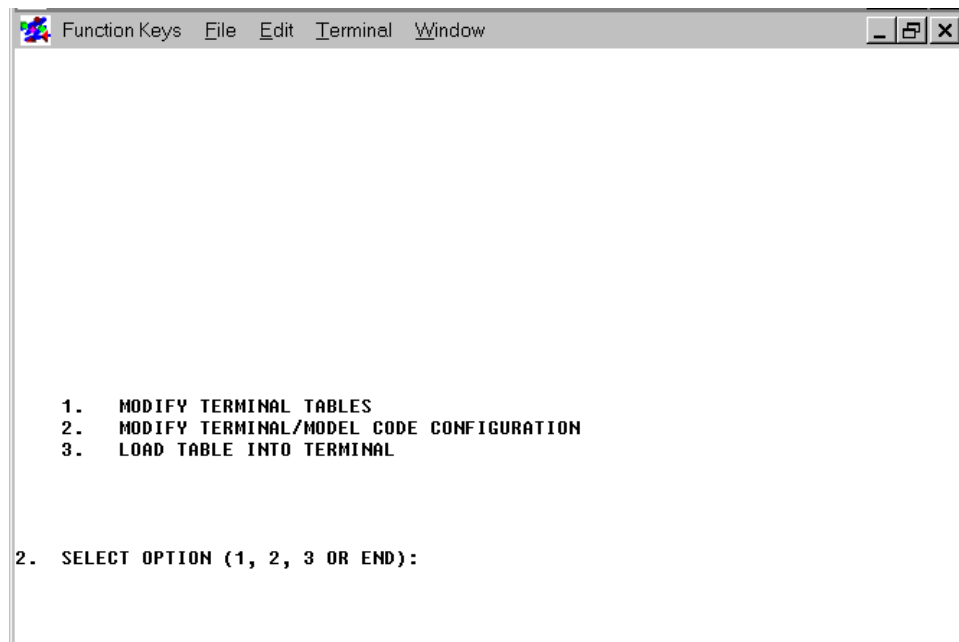 Function Keys File Edit Terminal Window
1. MODIFY TERMINAL TABLES
2. MODIFY TERMINAL/MODEL CODE CONFIGURATION
3. LOAD TABLE INTO TERMINAL
2. SELECT OPTION (1, 2, 3 OR END):